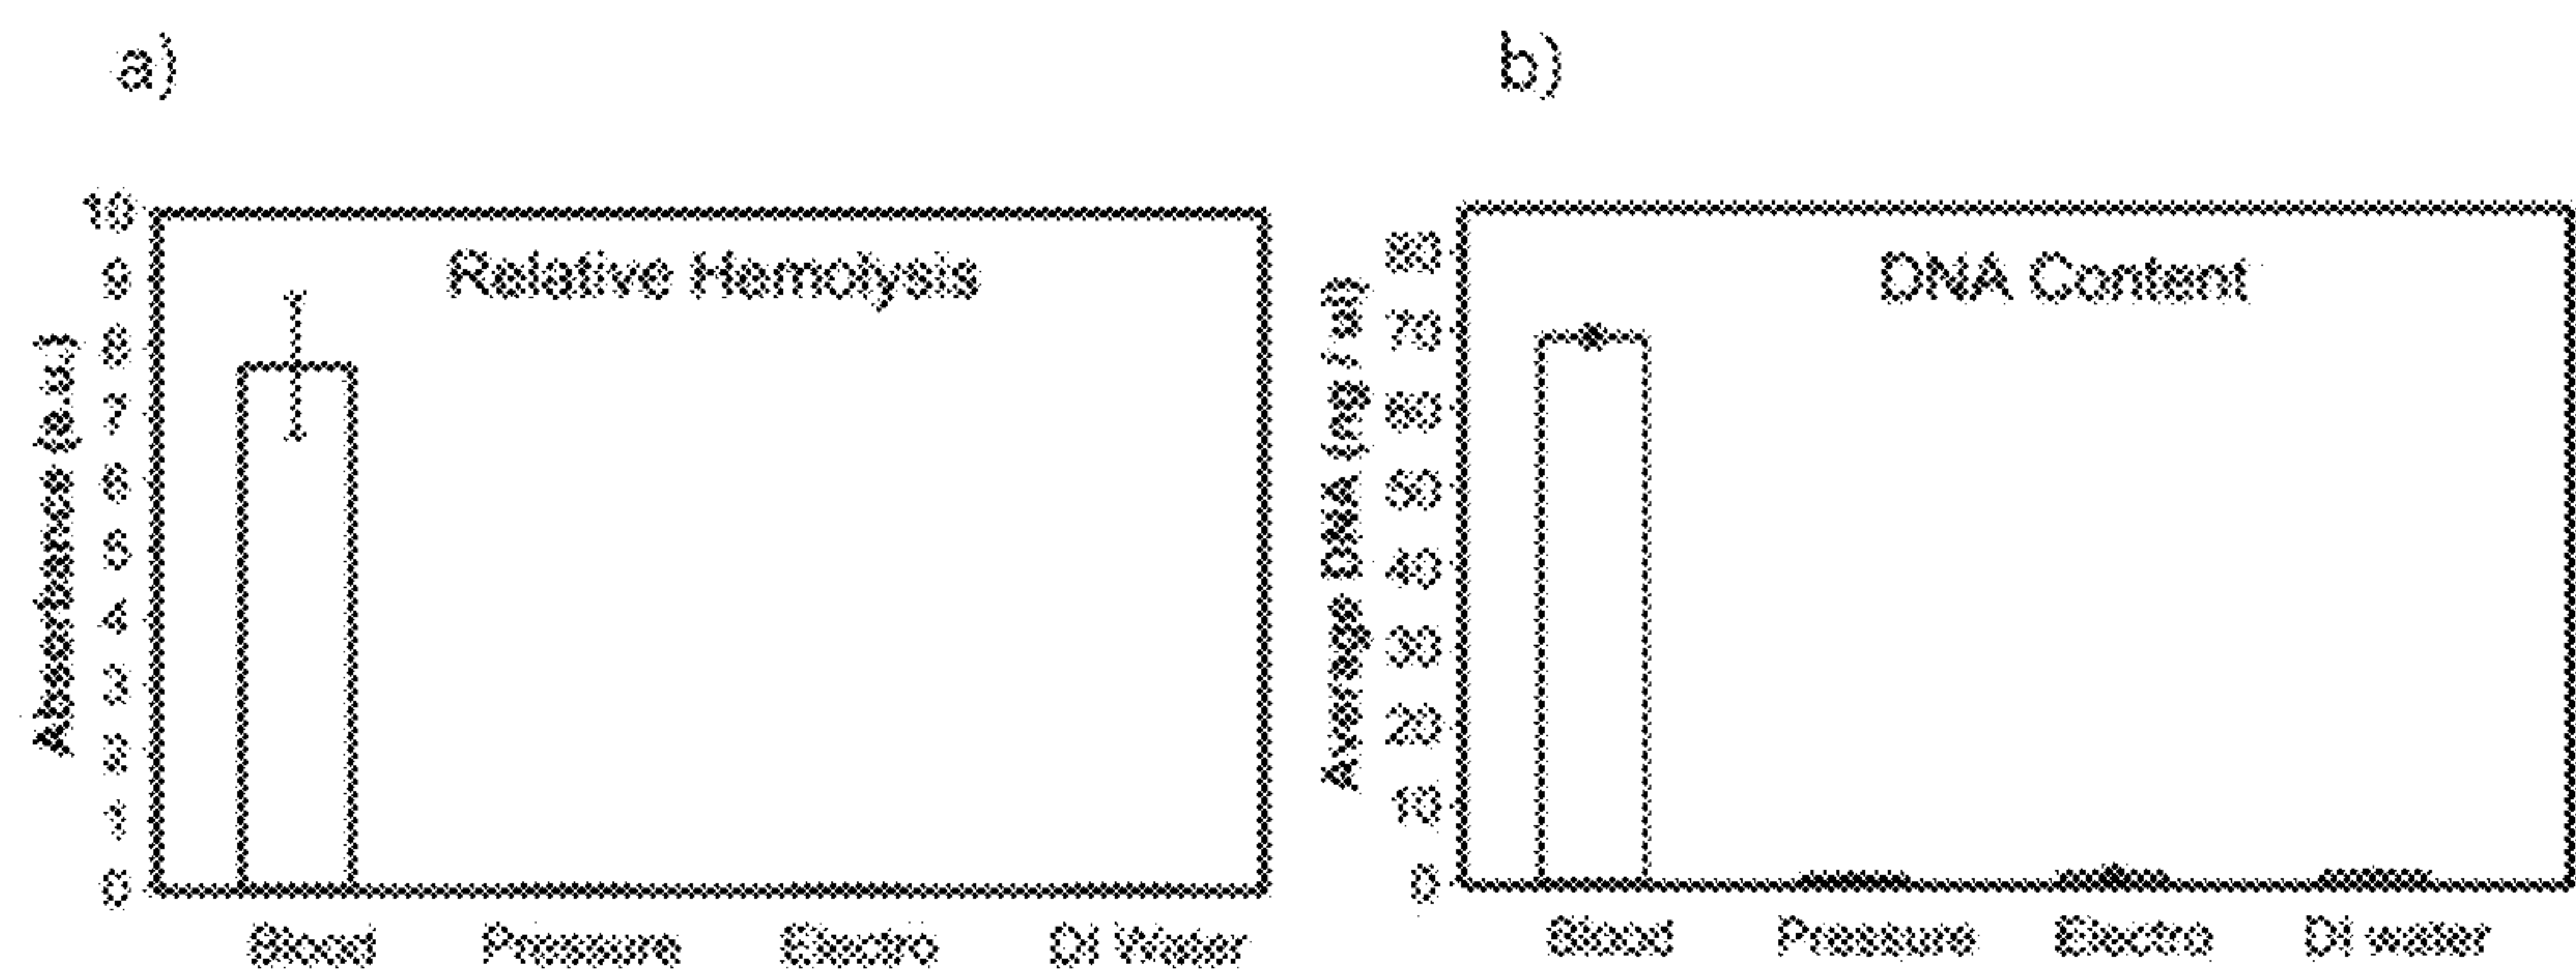 a)
Relative Hemolysis
Absorbance (a.u.)
10
9
8
7
6
5
4
3
2
1
0
Blood Pressure Electro DI Water
b)
DNA Content
Average DNA (ng / ul)
80
70
60
50
40
30
20
10
0
Blood Pressure Electro DI water